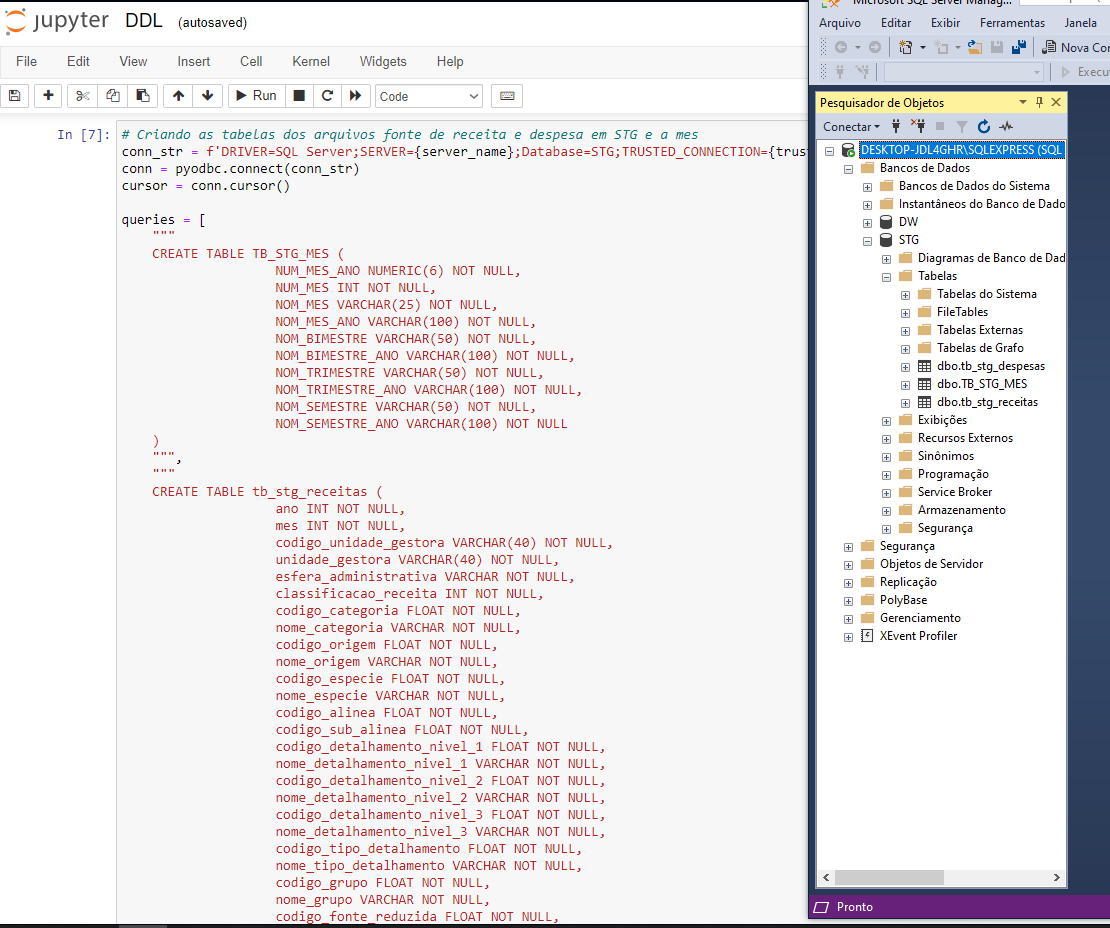 jupyter DDL (autosaved)
File Edit View Insert Cell Kernel Widgets Help
Run Code
In [7]:
# Criando as tabelas dos arquivos fonte de receita e despesa em STG e a mes
conn_str = f'DRIVER=SQL Server;SERVER={server_name};Database=STG;TRUSTED_CONNECTION={trust
conn = pyodbc.connect(conn_str)
cursor = conn.cursor()
queries = [
"""
CREATE TABLE TB_STG_MES (
NUM_MES_ANO NUMERIC(6) NOT NULL,
NUM_MES INT NOT NULL,
NOM_MES VARCHAR(25) NOT NULL,
NOM_MES_ANO VARCHAR(100) NOT NULL,
NOM_BIMESTRE VARCHAR(50) NOT NULL,
NOM_BIMESTRE_ANO VARCHAR(100) NOT NULL,
NOM_TRIMESTRE VARCHAR(50) NOT NULL,
NOM_TRIMESTRE_ANO VARCHAR(100) NOT NULL,
NOM_SEMESTRE VARCHAR(50) NOT NULL,
NOM_SEMESTRE_ANO VARCHAR(100) NOT NULL
)
""",
"""
CREATE TABLE tb_stg_receitas (
ano INT NOT NULL,
mes INT NOT NULL,
codigo_unidade_gestora VARCHAR(40) NOT NULL,
unidade_gestora VARCHAR(40) NOT NULL,
esfera_administrativa VARCHAR NOT NULL,
classificacao_receita INT NOT NULL,
codigo_categoria FLOAT NOT NULL,
nome_categoria VARCHAR NOT NULL,
codigo_origem FLOAT NOT NULL,
nome_origem VARCHAR NOT NULL,
codigo_especie FLOAT NOT NULL,
nome_especie VARCHAR NOT NULL,
codigo_alinea FLOAT NOT NULL,
codigo_sub_alinea FLOAT NOT NULL,
codigo_detalhamento_nivel_1 FLOAT NOT NULL,
nome_detalhamento_nivel_1 VARCHAR NOT NULL,
codigo_detalhamento_nivel_2 FLOAT NOT NULL,
nome_detalhamento_nivel_2 VARCHAR NOT NULL,
codigo_detalhamento_nivel_3 FLOAT NOT NULL,
nome_detalhamento_nivel_3 VARCHAR NOT NULL,
codigo_tipo_detalhamento FLOAT NOT NULL,
nome_tipo_detalhamento VARCHAR NOT NULL,
codigo_grupo FLOAT NOT NULL,
nome_grupo VARCHAR NOT NULL,
codigo_fonte_reduzida FLOAT NOT NULL,
Microsoft SQL Server Manag...
Arquivo Editar Exibir Ferramentas Janela
Nova Con
Execu
Pesquisador de Objetos
Conectar
DESKTOP-JDL4GHR\SQLEXPRESS (SQL
Bancos de Dados
Bancos de Dados do Sistema
Instantâneos do Banco de Dado
DW
STG
Diagramas de Banco de Dad
Tabelas
Tabelas do Sistema
FileTables
Tabelas Externas
Tabelas de Grafo
dbo.tb_stg_despesas
dbo.TB_STG_MES
dbo.tb_stg_receitas
Exibições
Recursos Externos
Sinônimos
Programação
Service Broker
Armazenamento
Segurança
Segurança
Objetos de Servidor
Replicação
PolyBase
Gerenciamento
XEvent Profiler
Pronto